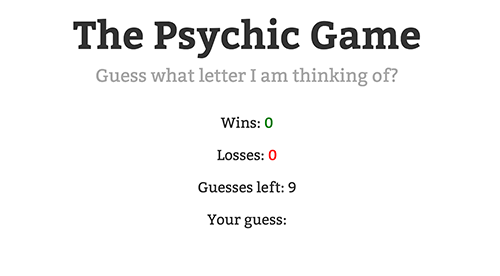 The Psychic Game
Guess what letter I am thinking of?
Wins: 0
Losses: 0
Guesses left: 9
Your guess: